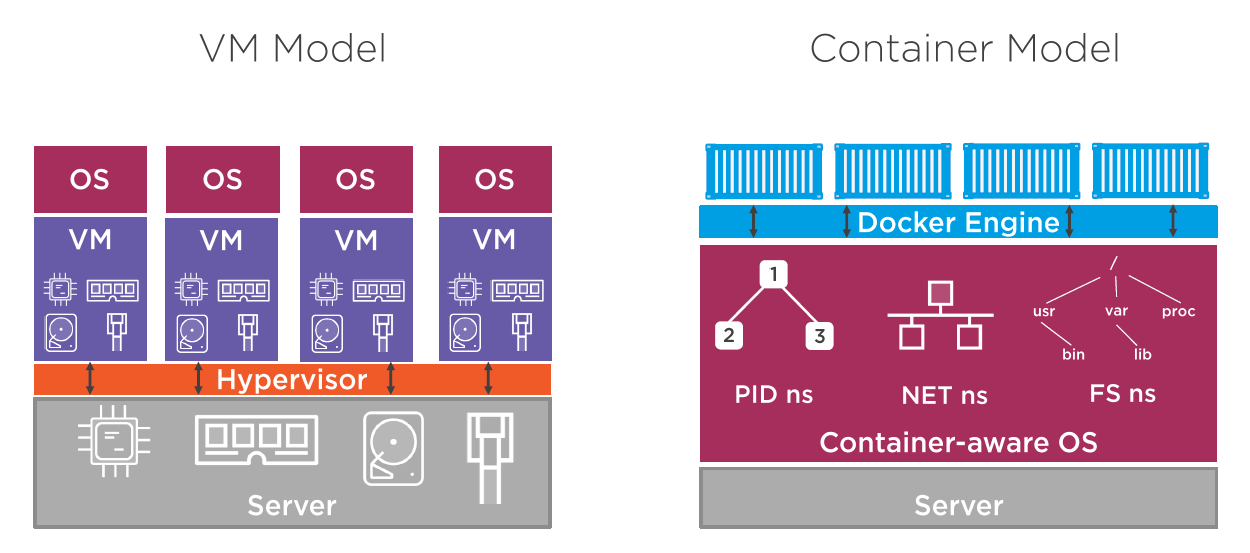 VM Model
Container Model
OS OS OS OS
VM VM VM VM
Hypervisor
Server
Docker Engine
1
2 3
PID ns
NET ns
/
usr var proc
bin lib
FS ns
Container-aware OS
Server